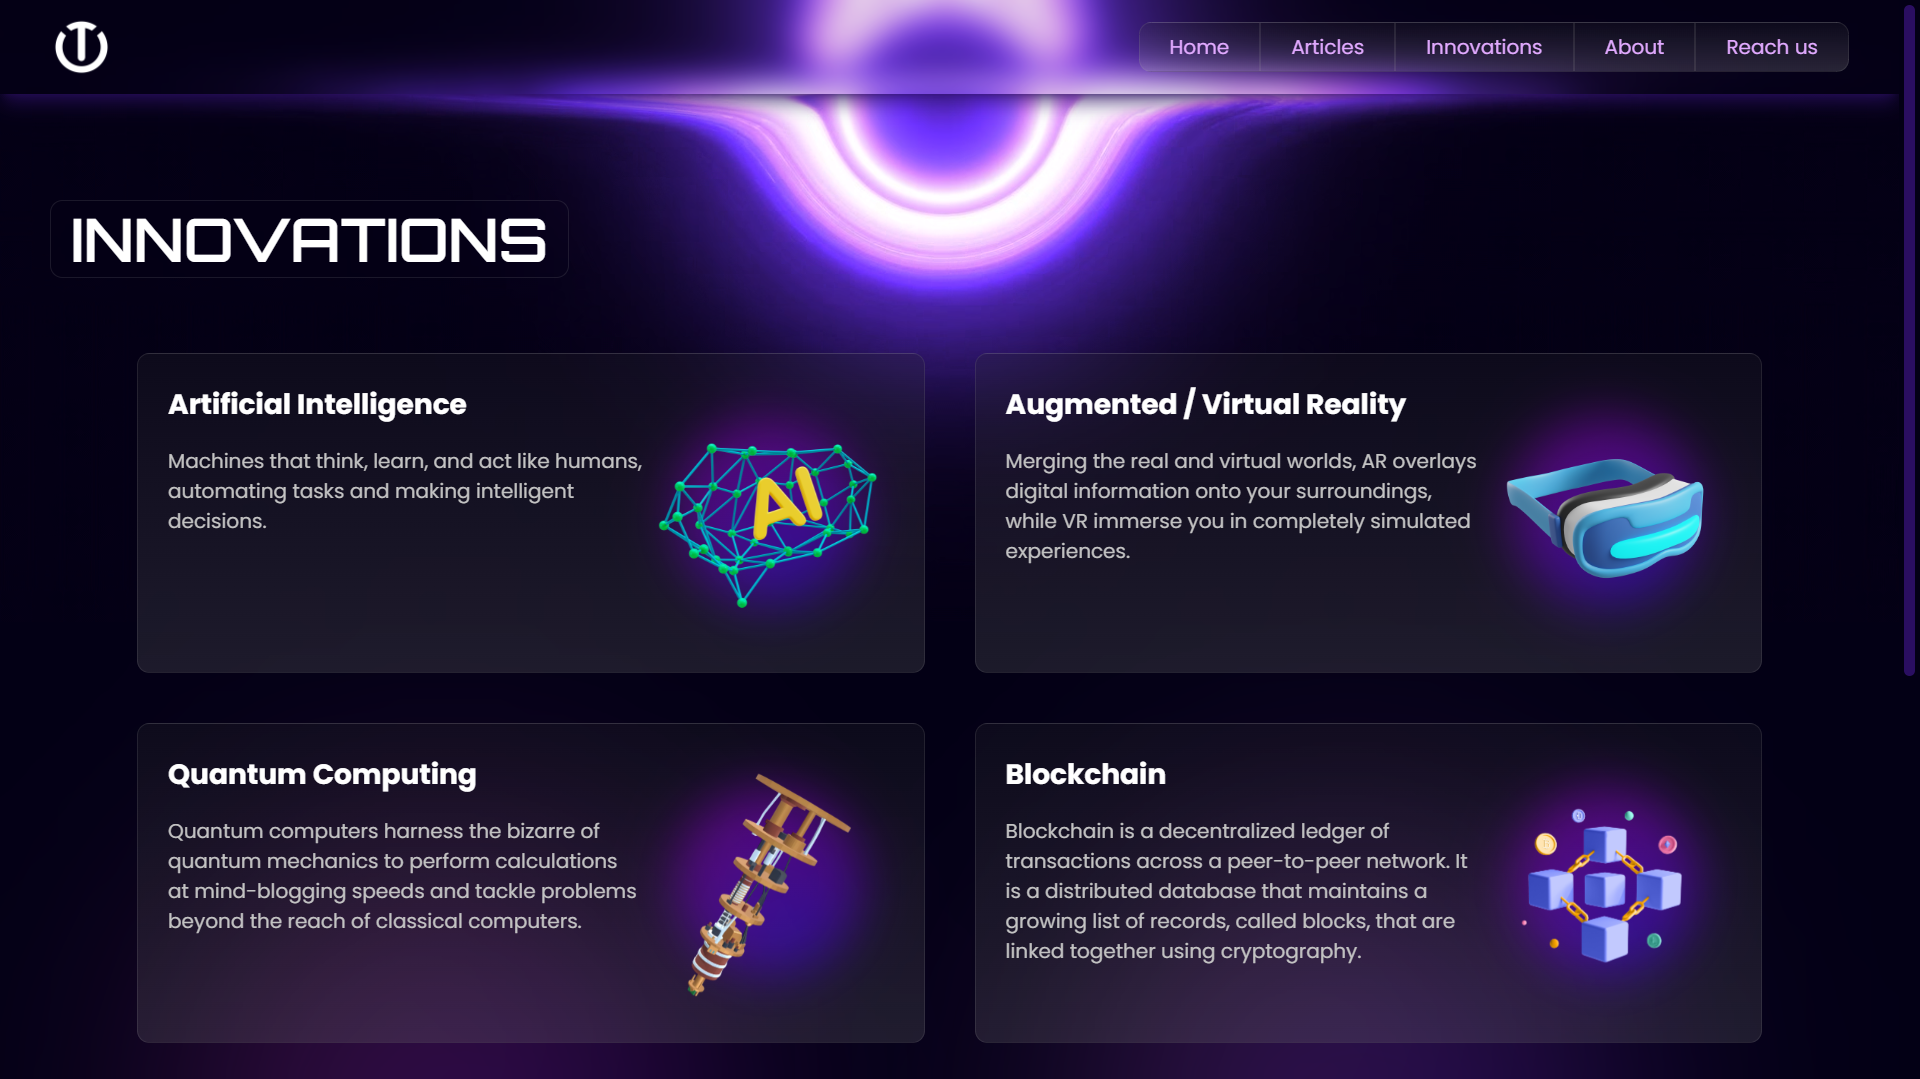 Home
Articles
Innovations
About
Reach us
INNOVATIONS
Artificial Intelligence
Machines that think, learn, and act like humans,
automating tasks and making intelligent
decisions.
AI
Augmented / Virtual Reality
Merging the real and virtual worlds, AR overlays
digital information onto your surroundings,
while VR immerse you in completely simulated
experiences.
Quantum Computing
Quantum computers harness the bizarre of
quantum mechanics to perform calculations
at mind-blogging speeds and tackle problems
beyond the reach of classical computers.
Blockchain
Blockchain is a decentralized ledger of
transactions across a peer-to-peer network. It
is a distributed database that maintains a
growing list of records, called blocks, that are
linked together using cryptography.